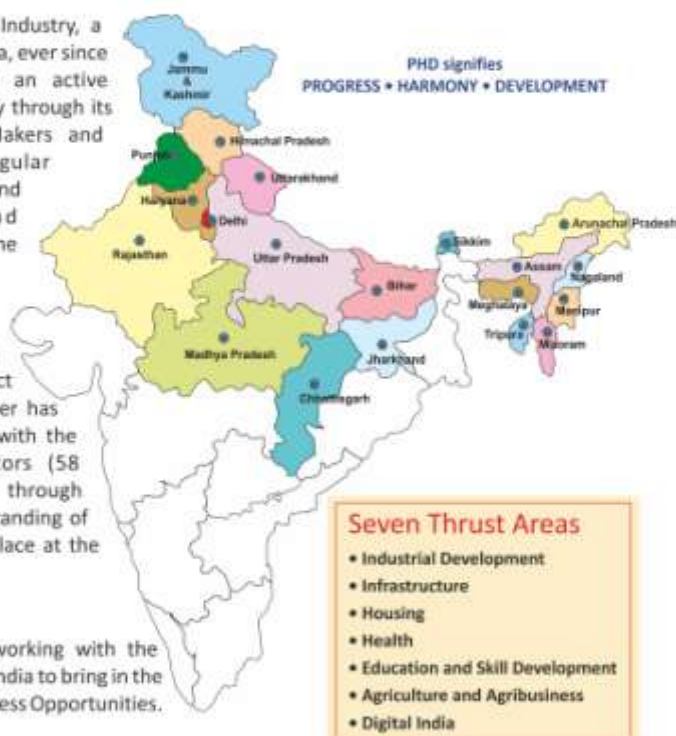 Industry, a
a, ever since
an active
y through its
Makers and
gular
nd
d
ne
ct
er has
with the
tors (58
through
anding of
lace at the
working with the
ndia to bring in the
ess Opportunities.
PHD signifies
PROGRESS • HARMONY • DEVELOPMENT
Jammu
&
Kashmir
Himachal Pradesh
Punjab
Uttarakhand
Haryana
Delhi
Rajasthan
Uttar Pradesh
Sikkim
Arunachal Pradesh
Assam
Nagaland
Bihar
Meghalaya
Manipur
Tripura
Mizoram
Madhya Pradesh
Jharkhand
Chhattisgarh
Seven Thrust Areas
• Industrial Development
• Infrastructure
• Housing
• Health
• Education and Skill Development
• Agriculture and Agribusiness
• Digital India